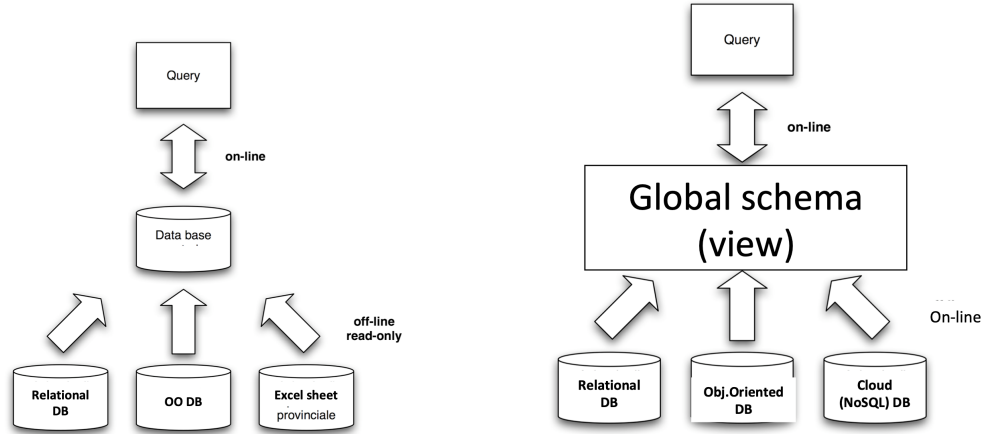 Query
on-line
Data base
off-line
read-only
Relational
DB
OO DB
Excel sheet
provinciale
Query
on-line
Global schema
(view)
On-line
Relational
DB
Obj.Oriented
DB
Cloud
(NoSQL) DB